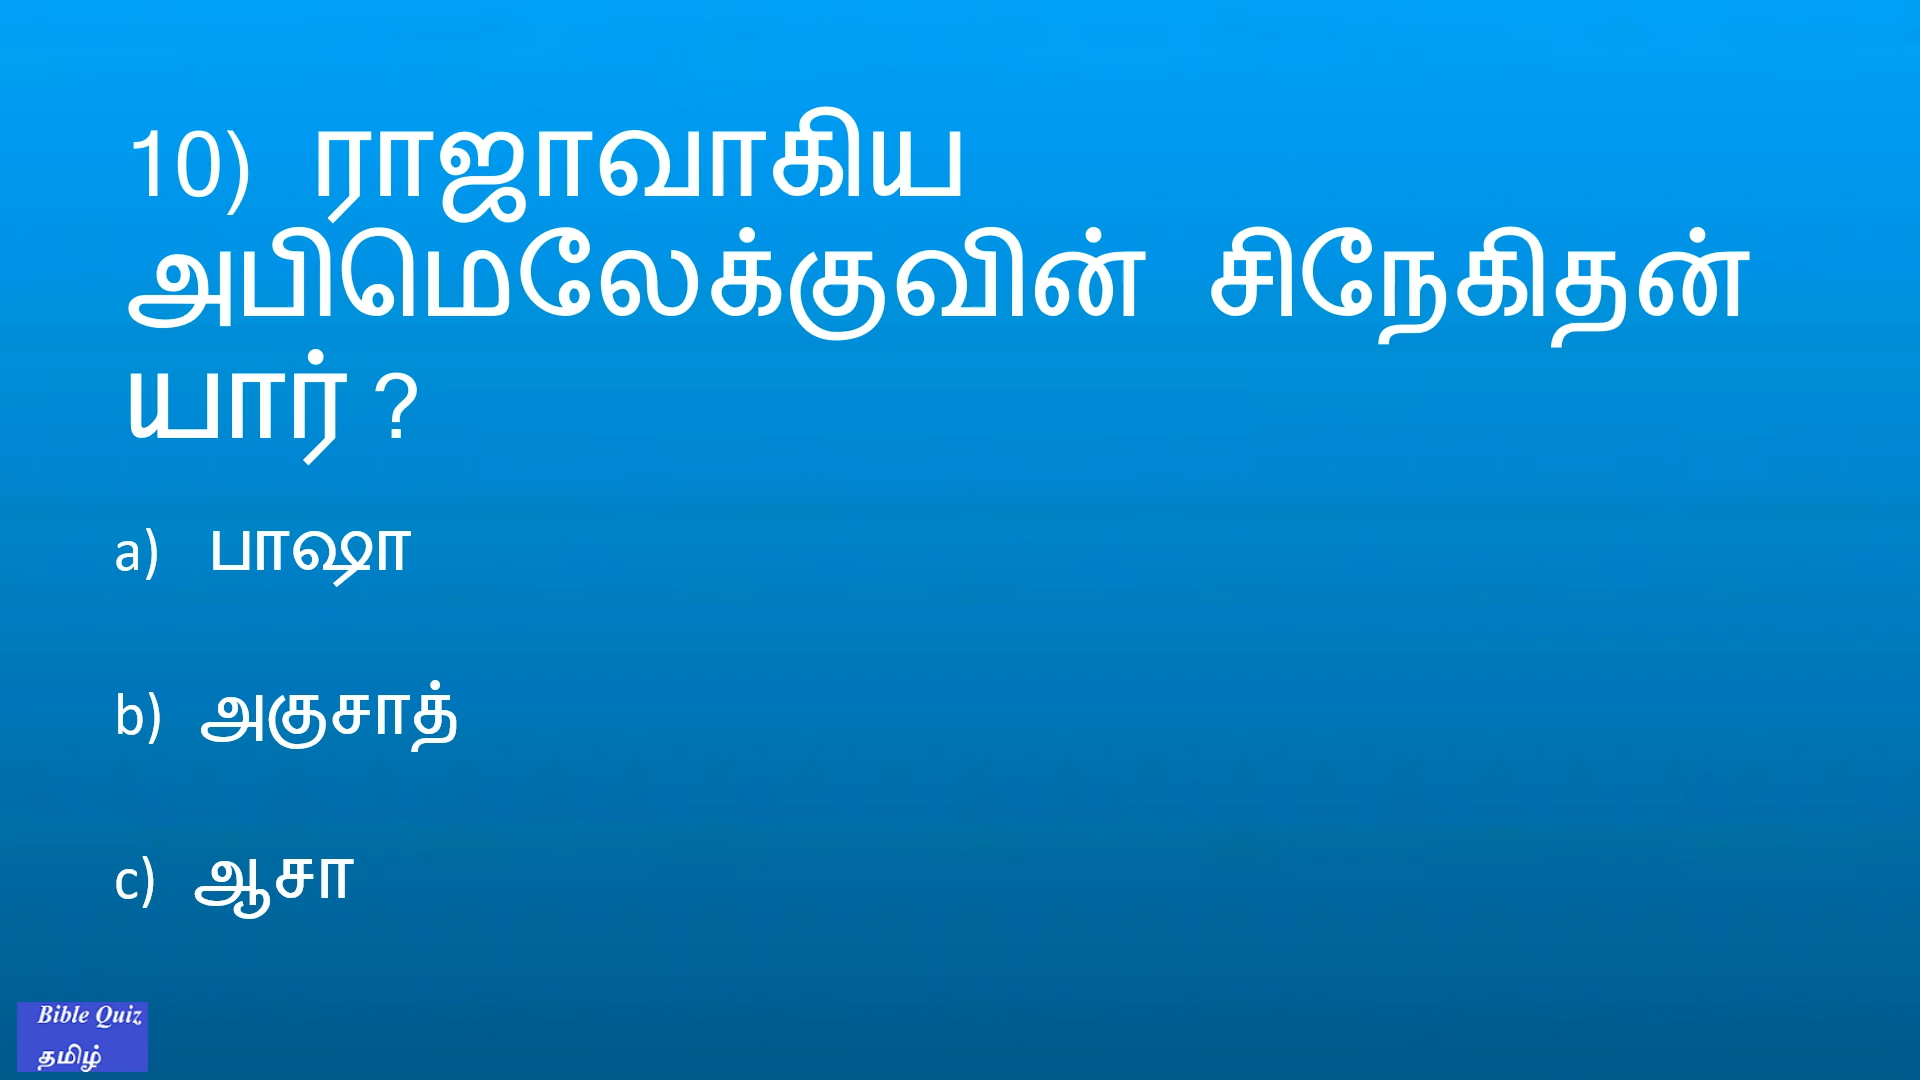 10) ராஜாவாகிய
அபிமெலேக்குவின் சிநேகிதன்
யார் ?
a) பாஷா
b) அகுசாத்
c) ஆசா
Bible Quiz
தமிழ்